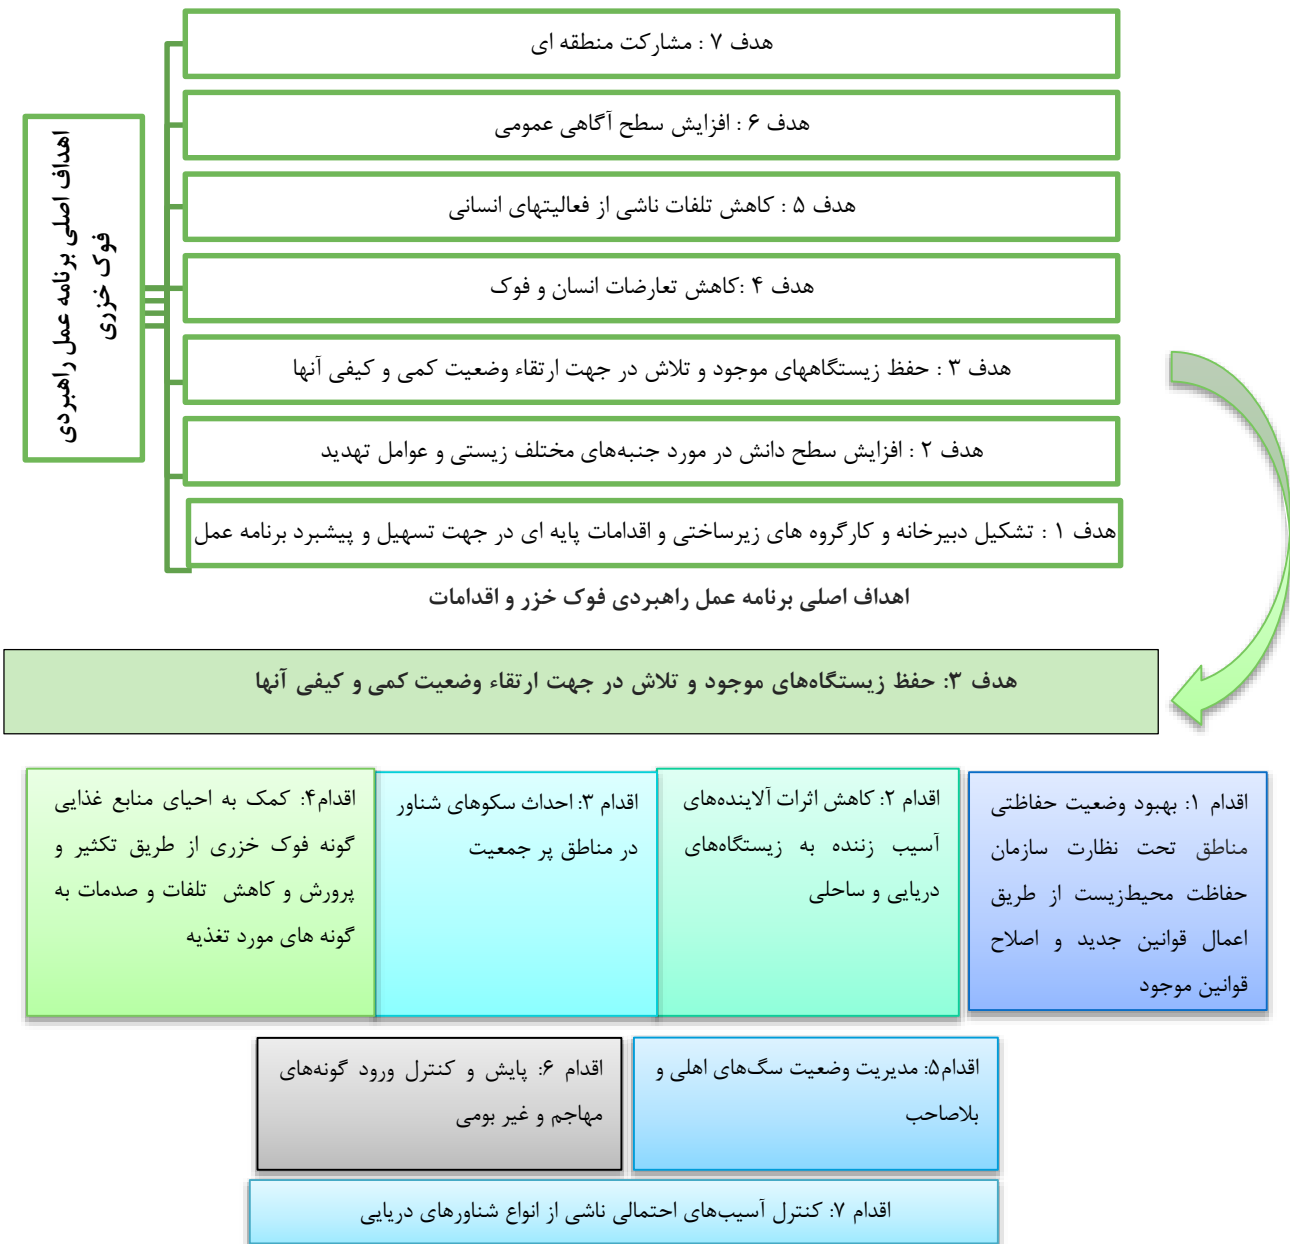 هدف ۷ : مشارکت منطقه ای
هدف ۶ : افزایش سطح آگاهی عمومی
هدف ۵ : کاهش تلفات ناشی از فعالیتهای انسانی
هدف ۴ :کاهش تعارضات انسان و فوک
هدف ۳ : حفظ زیستگاههای موجود و تلاش در جهت ارتقاء وضعیت کمی و کیفی آنها
هدف ۲ : افزایش سطح دانش در مورد جنبه‌های مختلف زیستی و عوامل تهدید
هدف ۱ : تشکیل دبیرخانه و کارگروه های زیرساختی و اقدامات پایه ای در جهت تسهیل و پیشبرد برنامه عمل
اهداف اصلی برنامه عمل راهبردی
فوک خزری
اهداف اصلی برنامه عمل راهبردی فوک خزر و اقدامات
هدف ۳: حفظ زیستگاه‌های موجود و تلاش در جهت ارتقاء وضعیت کمی و کیفی آنها
اقدام ۱: بهبود وضعیت حفاظتی
مناطق تحت نظارت سازمان
حفاظت محیط‌زیست از طریق
اعمال قوانین جدید و اصلاح
قوانین موجود
اقدام ۲: کاهش اثرات آلاینده‌های
آسیب زننده به زیستگاه‌های
دریایی و ساحلی
اقدام ۳: احداث سکوهای شناور
در مناطق پر جمعیت
اقدام۴: کمک به احیای منابع غذایی
گونه فوک خزری از طریق تکثیر و
پرورش و کاهش تلفات و صدمات به
گونه های مورد تغذیه
اقدام۵: مدیریت وضعیت سگ‌های اهلی و
بلاصاحب
اقدام ۶: پایش و کنترل ورود گونه‌های
مهاجم و غیر بومی
اقدام ۷: کنترل آسیب‌های احتمالی ناشی از انواع شناورهای دریایی